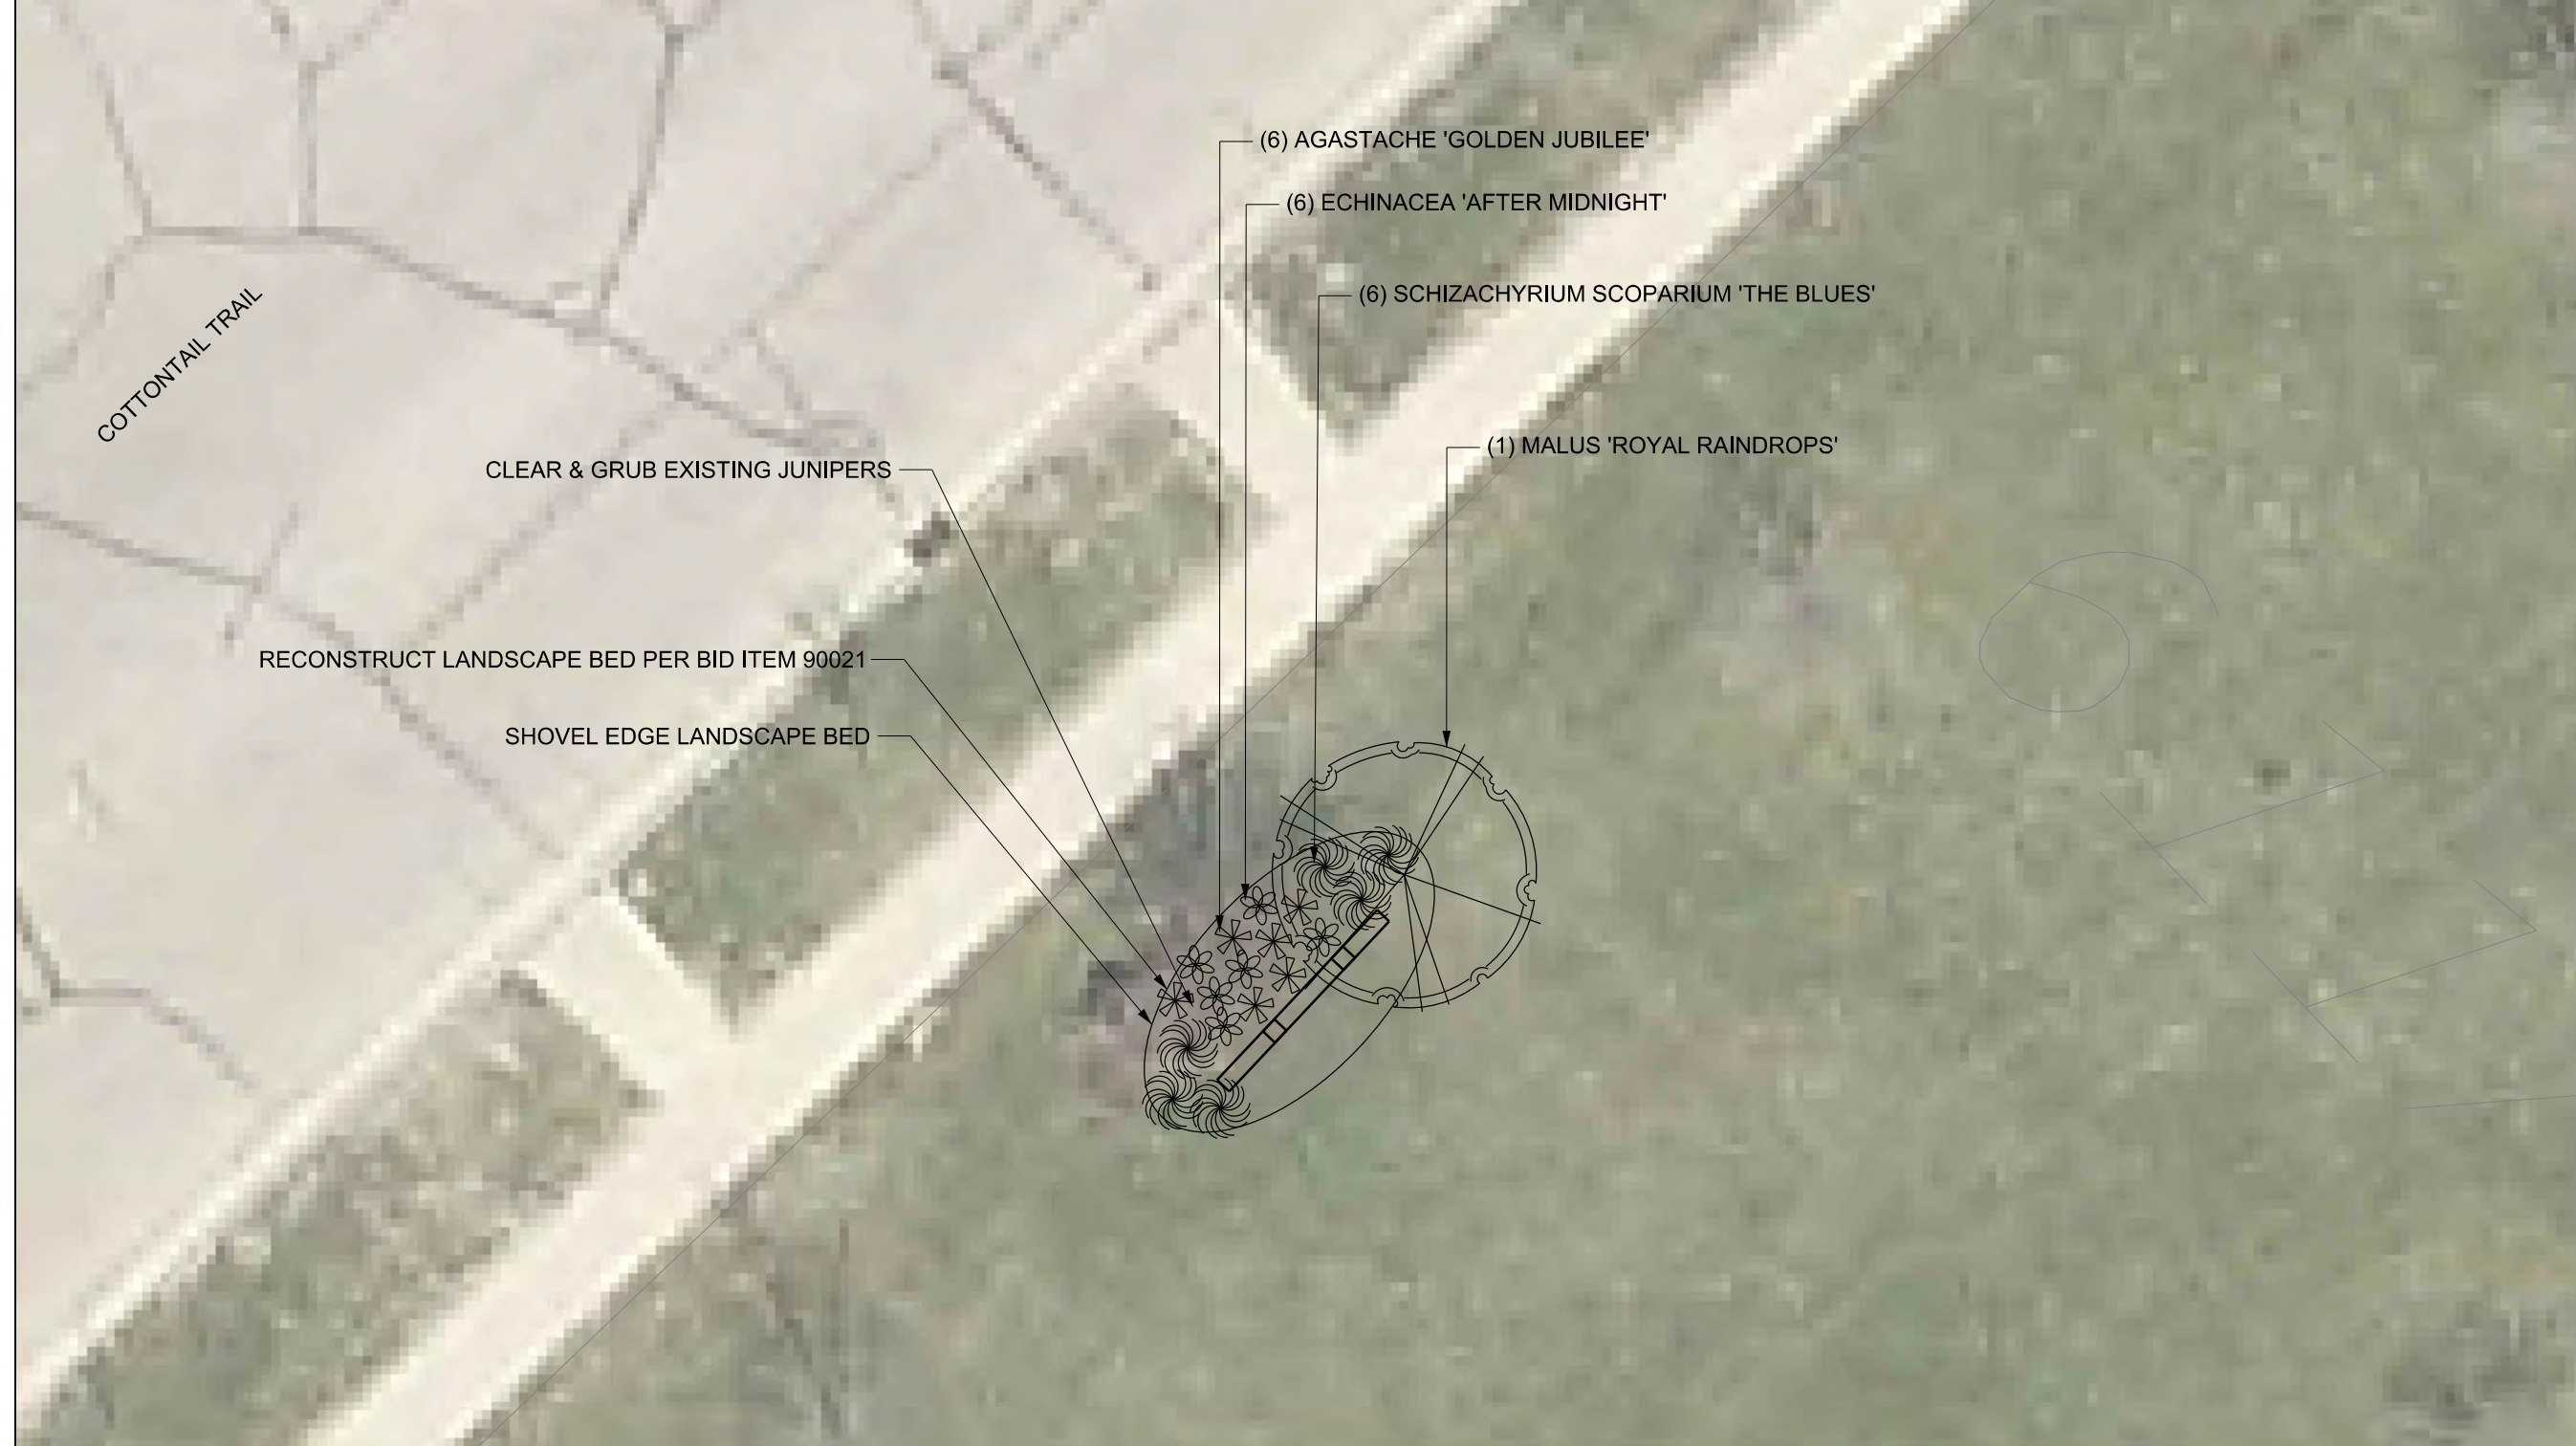 (6) AGASTACHE 'GOLDEN JUBILEE'
(6) ECHINACEA 'AFTER MIDNIGHT'
(6) SCHIZACHYRIUM SCOPARIUM 'THE BLUES'
COTTONTAIL TRAIL
(1) MALUS 'ROYAL RAINDROPS'
CLEAR & GRUB EXISTING JUNIPERS
RECONSTRUCT LANDSCAPE BED PER BID ITEM 90021
SHOVEL EDGE LANDSCAPE BED